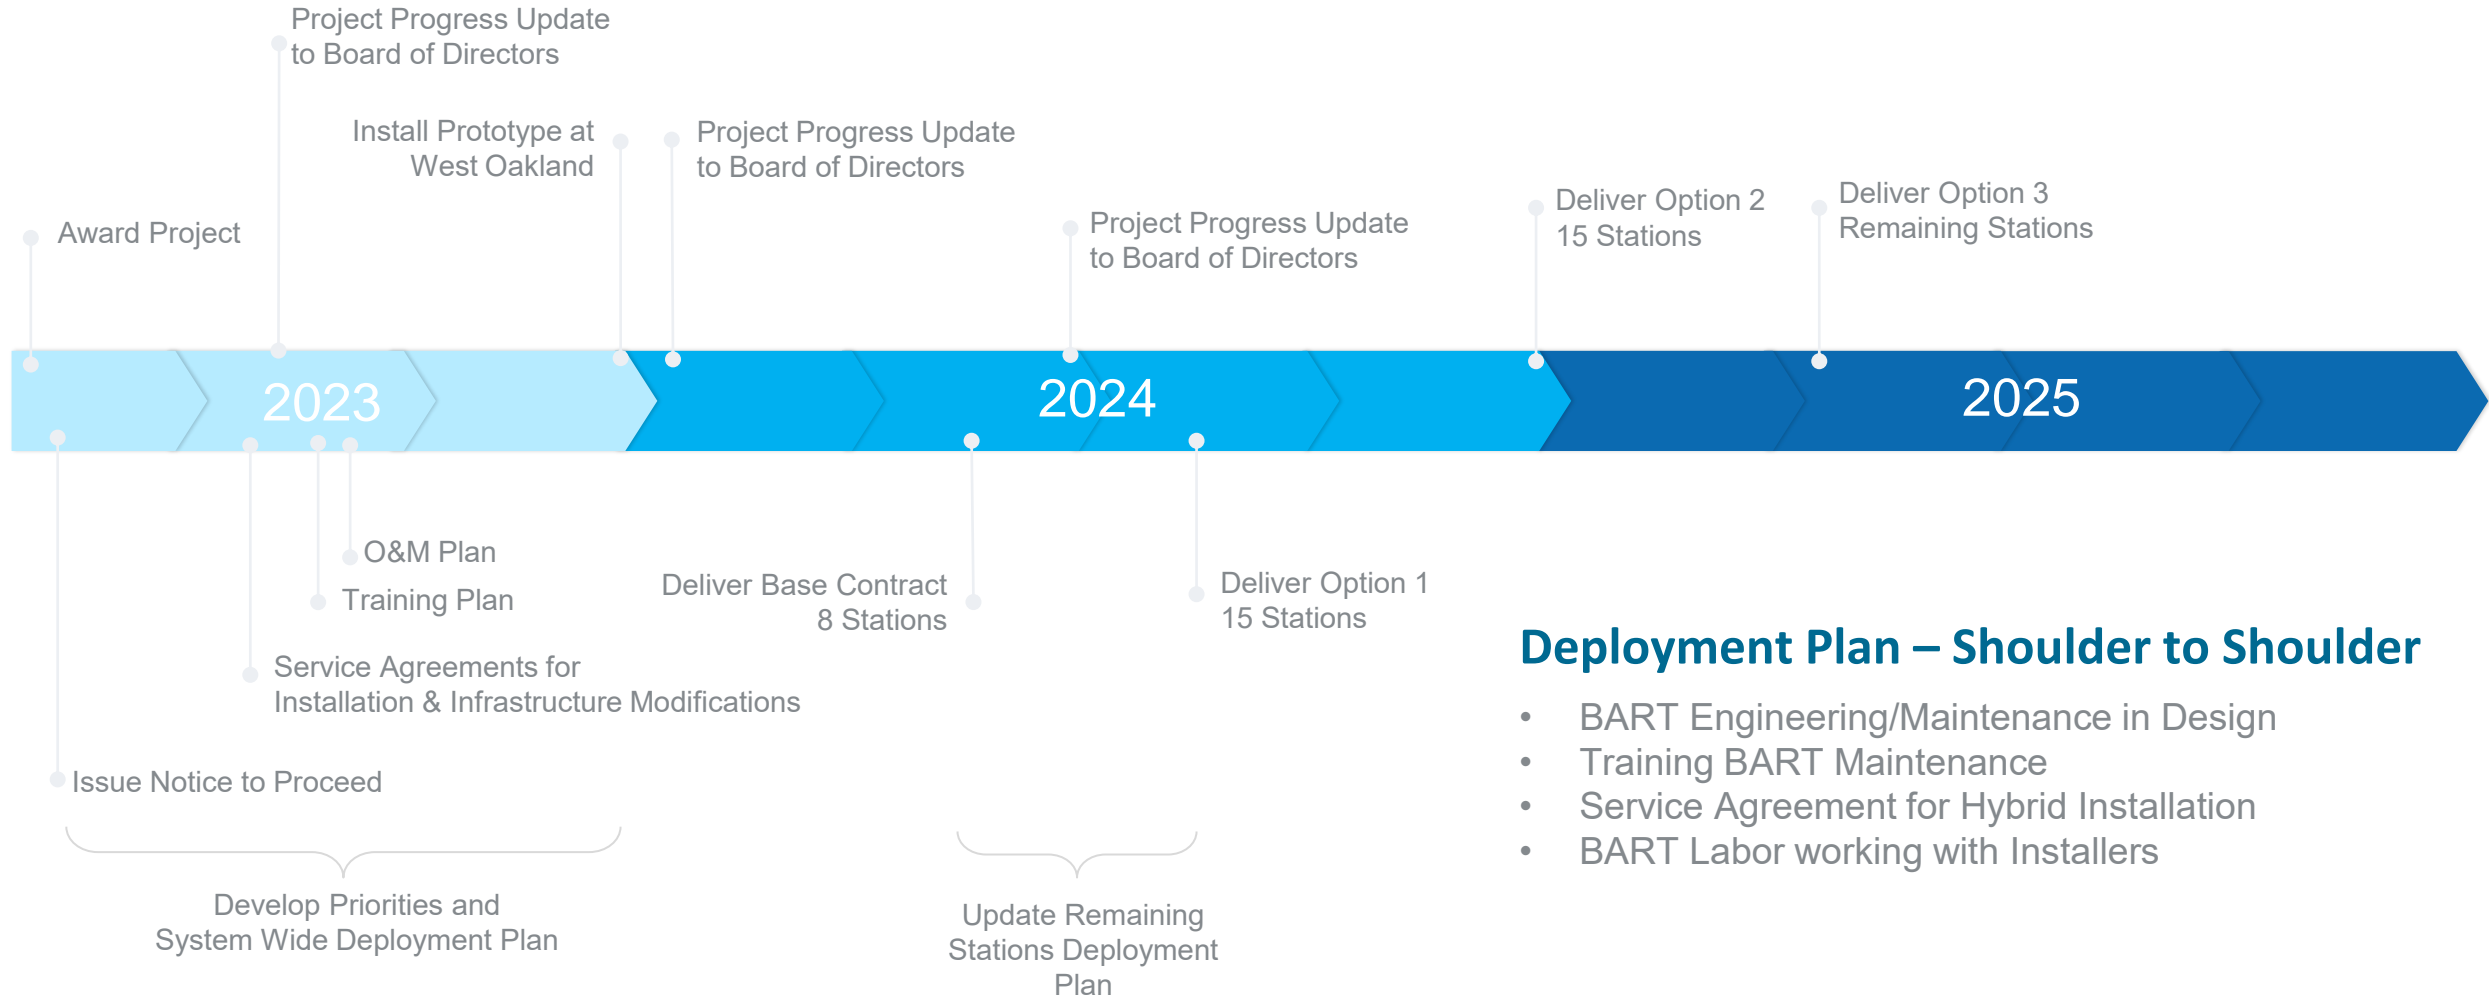 Project Progress Update
to Board of Directors
Install Prototype at
West Oakland
Project Progress Update
to Board of Directors
Award Project
Project Progress Update
to Board of Directors
Deliver Option 2
15 Stations
Deliver Option 3
Remaining Stations
2023
2024
2025
O&M Plan
Training Plan
Service Agreements for
Installation & Infrastructure Modifications
Issue Notice to Proceed
Deliver Base Contract
8 Stations
Deliver Option 1
15 Stations
Develop Priorities and
System Wide Deployment Plan
Update Remaining
Stations Deployment
Plan
Deployment Plan – Shoulder to Shoulder
• BART Engineering/Maintenance in Design
• Training BART Maintenance
• Service Agreement for Hybrid Installation
• BART Labor working with Installers